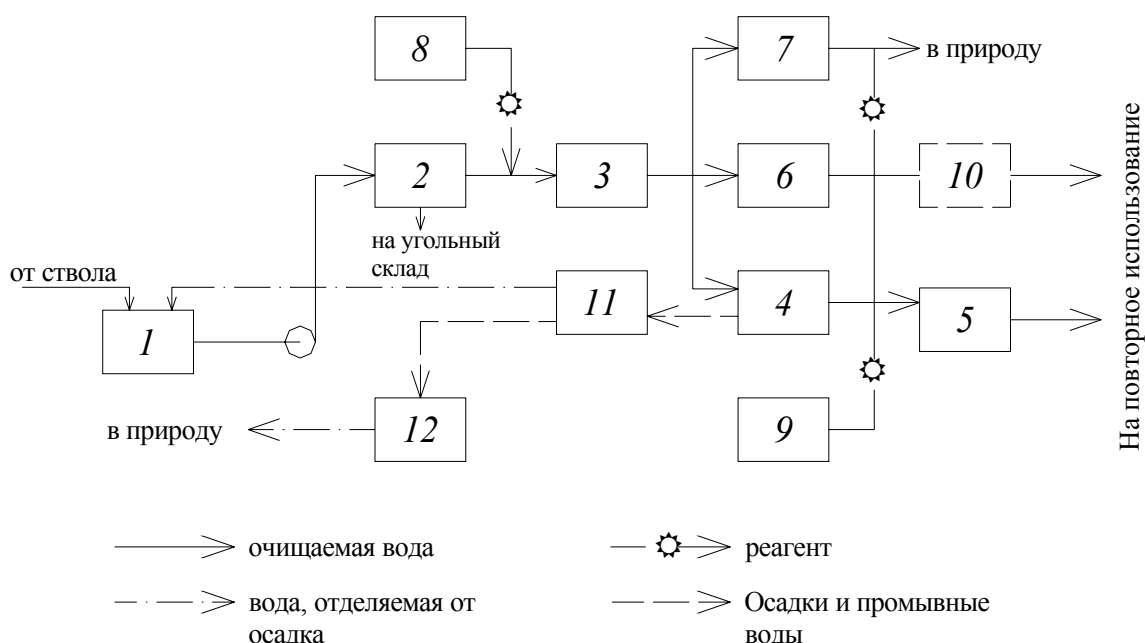 8
7
в природу
2
3
6
10
на угольный
склад
от ствола
11
4
1
5
в природу
12
9
На повторное использование
очищаемая вода
реагент
вода, отделяемая от
осадка
Осадки и промывные
воды